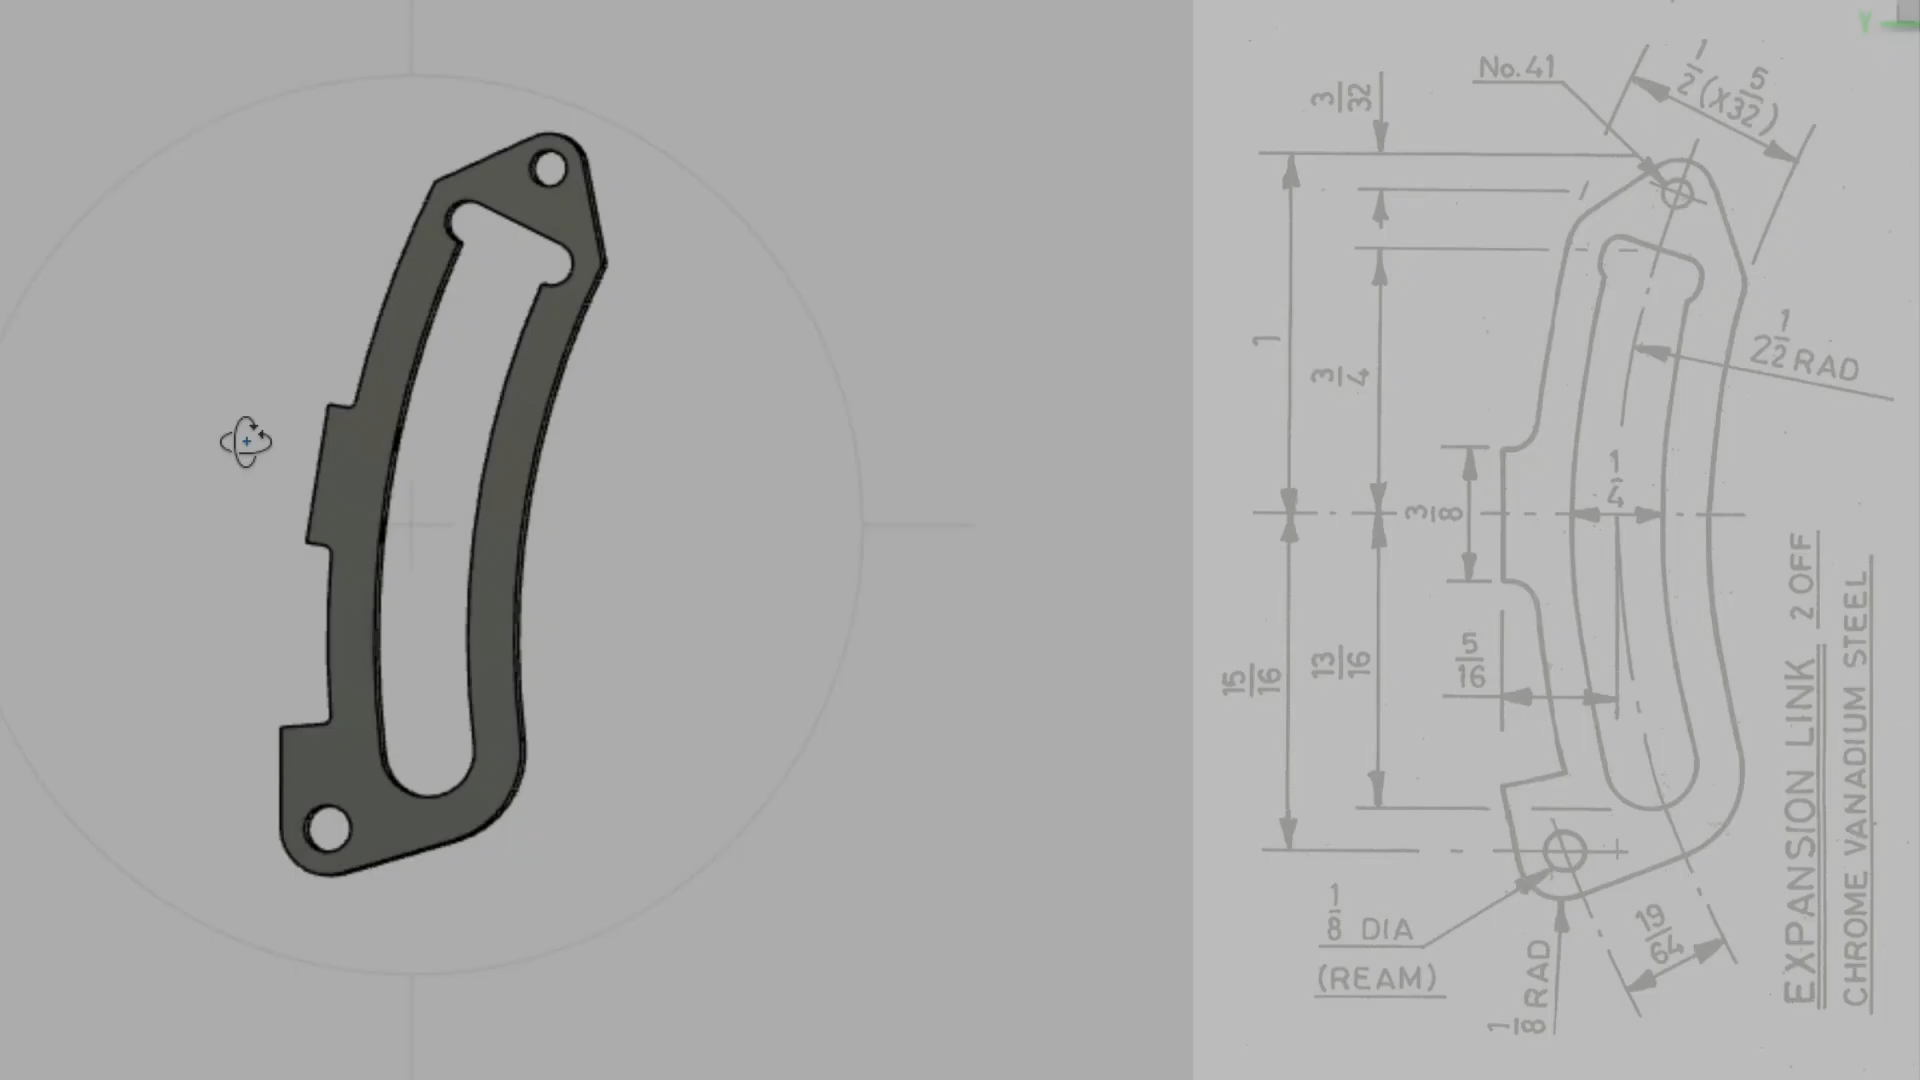 No.41
1/2 (X 5/32)
3/32
1
3/4
2 1/2 RAD
1/4
3/8
5/16
15/16
13/16
1/8 DIA
(REAM)
1/8 RAD
19/64
EXPANSION LINK 2 OFF
CHROME VANADIUM STEEL
Y